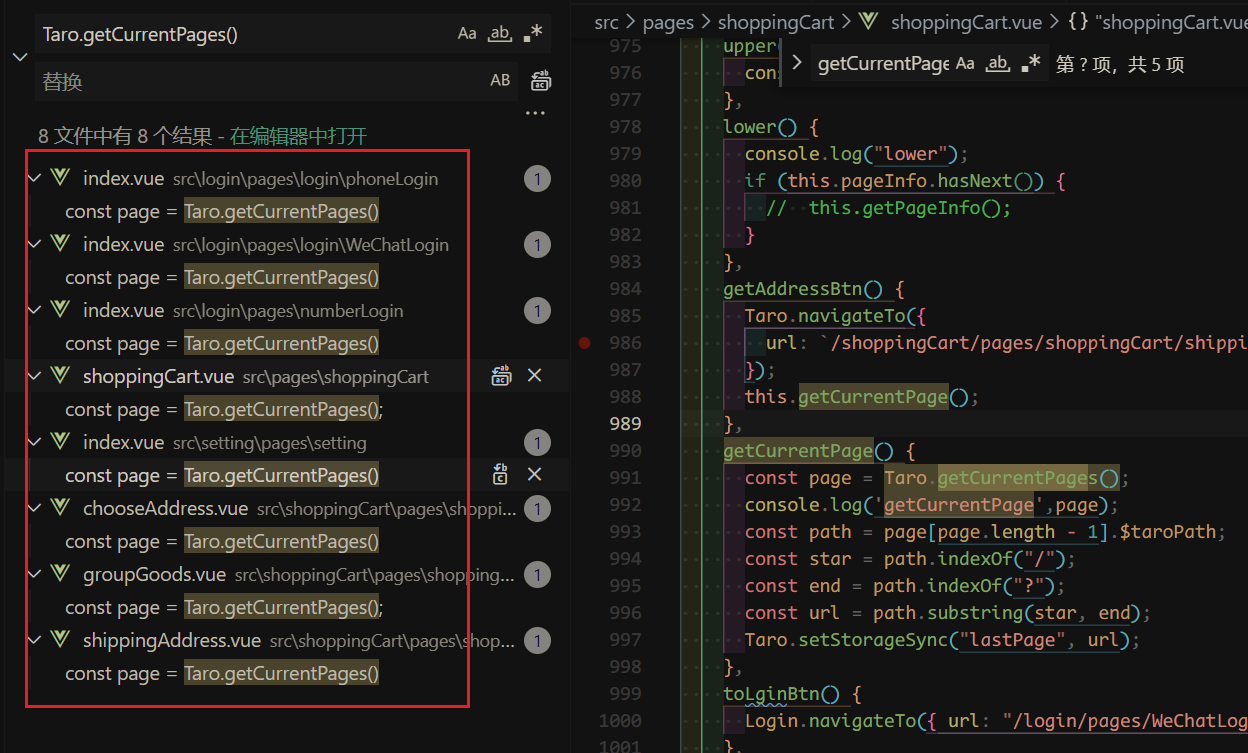 Taro.getCurrentPages()
Aa ab, .*
替换
AB
...
8 文件中有 8 个结果 - 在编辑器中打开
index.vue src\login\pages\login\phoneLogin 1
const page = Taro.getCurrentPages()
index.vue src\login\pages\login\WeChatLogin 1
const page = Taro.getCurrentPages()
index.vue src\login\pages\numberLogin 1
const page = Taro.getCurrentPages()
shoppingCart.vue src\pages\shoppingCart
const page = Taro.getCurrentPages();
index.vue src\setting\pages\setting 1
const page = Taro.getCurrentPages()
chooseAddress.vue src\shoppingCart\pages\shoppi... 1
const page = Taro.getCurrentPages()
groupGoods.vue src\shoppingCart\pages\shopping... 1
const page = Taro.getCurrentPages();
shippingAddress.vue src\shoppingCart\pages\shop... 1
const page = Taro.getCurrentPages()
src > pages > shoppingCart > shoppingCart.vue > {} "shoppingCart.vue
getCurrentPage Aa ab, .* 第 ? 项, 共 5 项
975 upper(
976 con
977 },
978 lower() {
979 console.log("lower");
980 if (this.pageInfo.hasNext()) {
981 // this.getPageInfo();
982 }
983 },
984 getAddressBtn() {
985 Taro.navigateTo({
986 url: `/shoppingCart/pages/shoppingCart/shippi
987 });
988 this.getCurrentPage();
989 },
990 getCurrentPage() {
991 const page = Taro.getCurrentPages();
992 console.log('getCurrentPage',page);
993 const path = page[page.length - 1].$taroPath;
994 const star = path.indexOf("/");
995 const end = path.indexOf("?");
996 const url = path.substring(star, end);
997 Taro.setStorageSync("lastPage", url);
998 },
999 toLginBtn() {
1000 Login.navigateTo({ url: "/login/pages/WeChatLog
1001 },